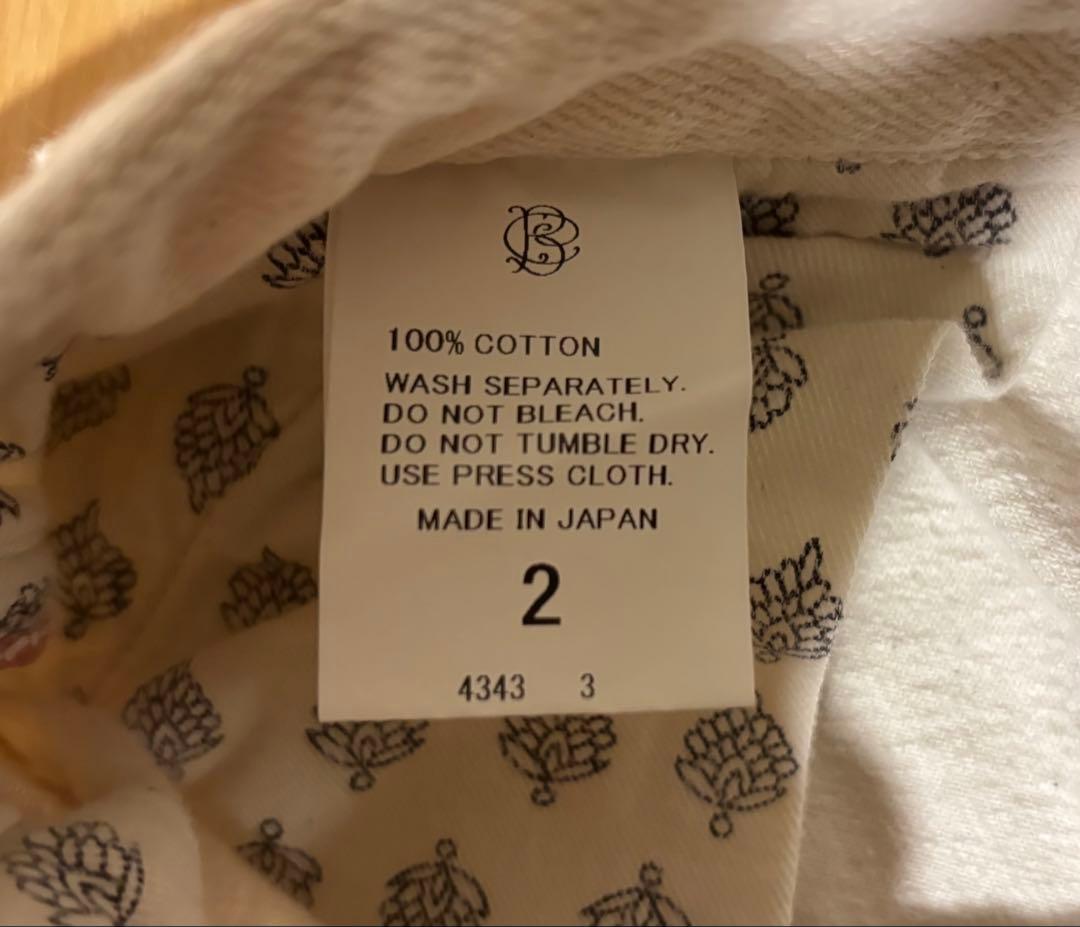 100% COTTON
WASH SEPARATELY.
DO NOT BLEACH.
DO NOT TUMBLE DRY.
USE PRESS CLOTH.
MADE IN JAPAN
2
4343 3